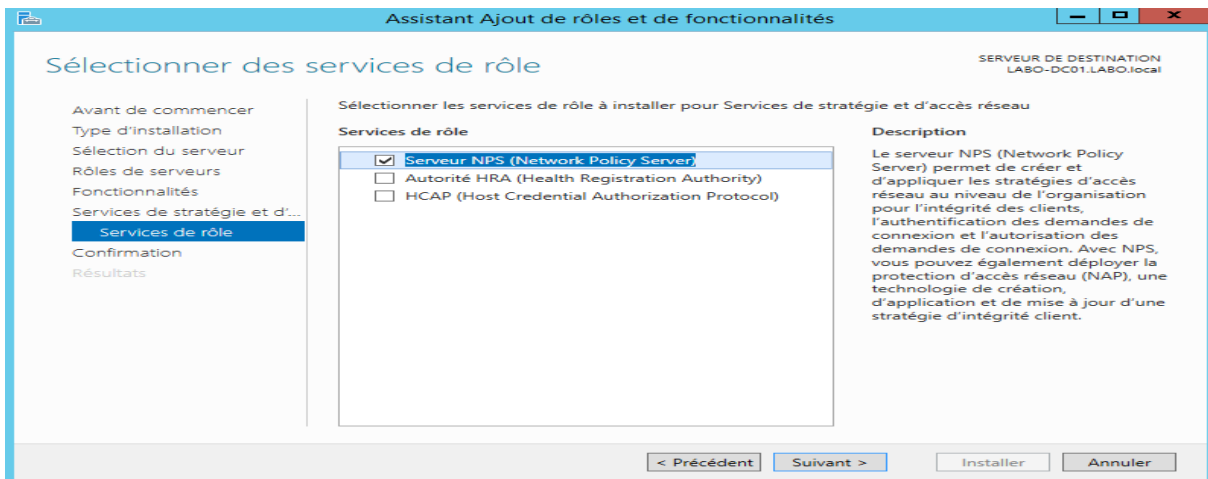 Assistant Ajout de rôles et de fonctionnalités
Sélectionner des services de rôle
SERVEUR DE DESTINATION
LABO-DC01.LABO.local
Avant de commencer
Type d'installation
Sélection du serveur
Rôles de serveurs
Fonctionnalités
Services de stratégie et d'...
Services de rôle
Confirmation
Résultats
Sélectionner les services de rôle à installer pour Services de stratégie et d'accès réseau
Services de rôle
Serveur NPS (Network Policy Server)
Autorité HRA (Health Registration Authority)
HCAP (Host Credential Authorization Protocol)
Description
Le serveur NPS (Network Policy
Server) permet de créer et
d'appliquer les stratégies d'accès
réseau au niveau de l'organisation
pour l'intégrité des clients,
l'authentification des demandes de
connexion et l'autorisation des
demandes de connexion. Avec NPS,
vous pouvez également déployer la
protection d'accès réseau (NAP), une
technologie de création,
d'application et de mise à jour d'une
stratégie d'intégrité client.
< Précédent
Suivant >
Installer
Annuler